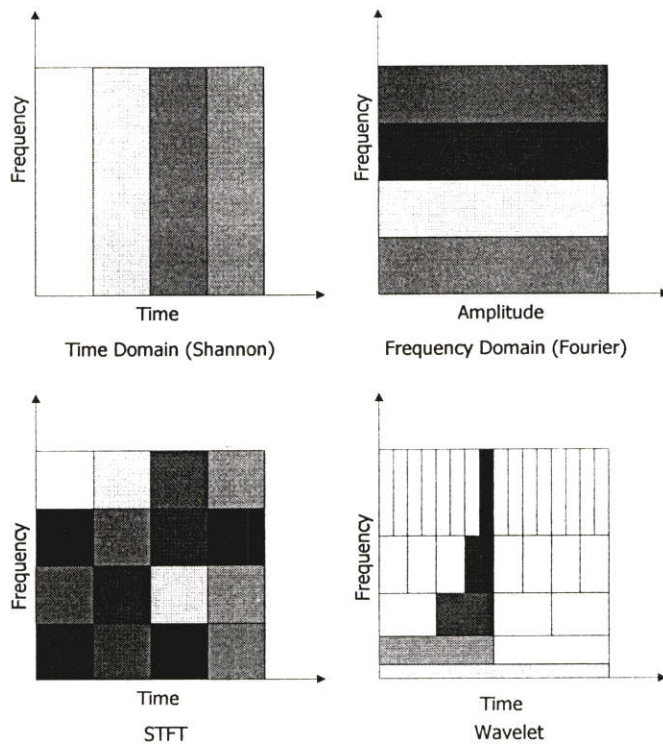 Frequency
Time
Time Domain (Shannon)
Frequency
Amplitude
Frequency Domain (Fourier)
Frequency
Time
STFT
Frequency
Time
Wavelet